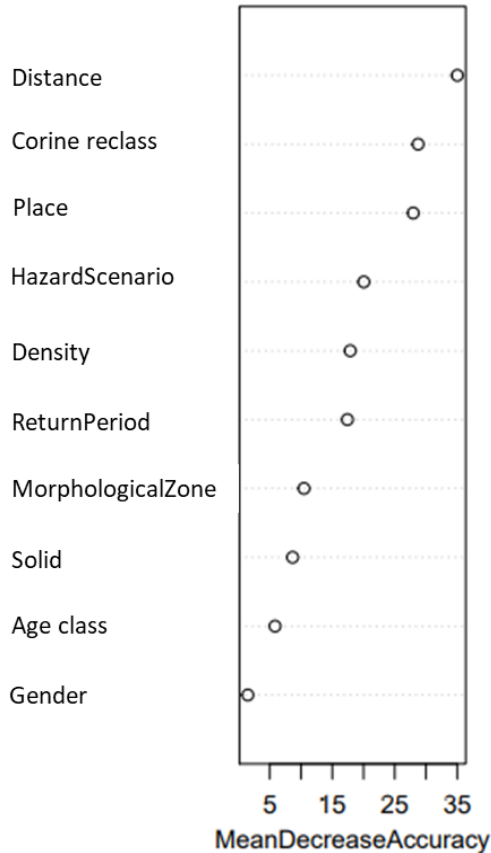 Distance
Corine reclass
Place
HazardScenario
Density
ReturnPeriod
MorphologicalZone
Solid
Age class
Gender
5 15 25 35
MeanDecreaseAccuracy